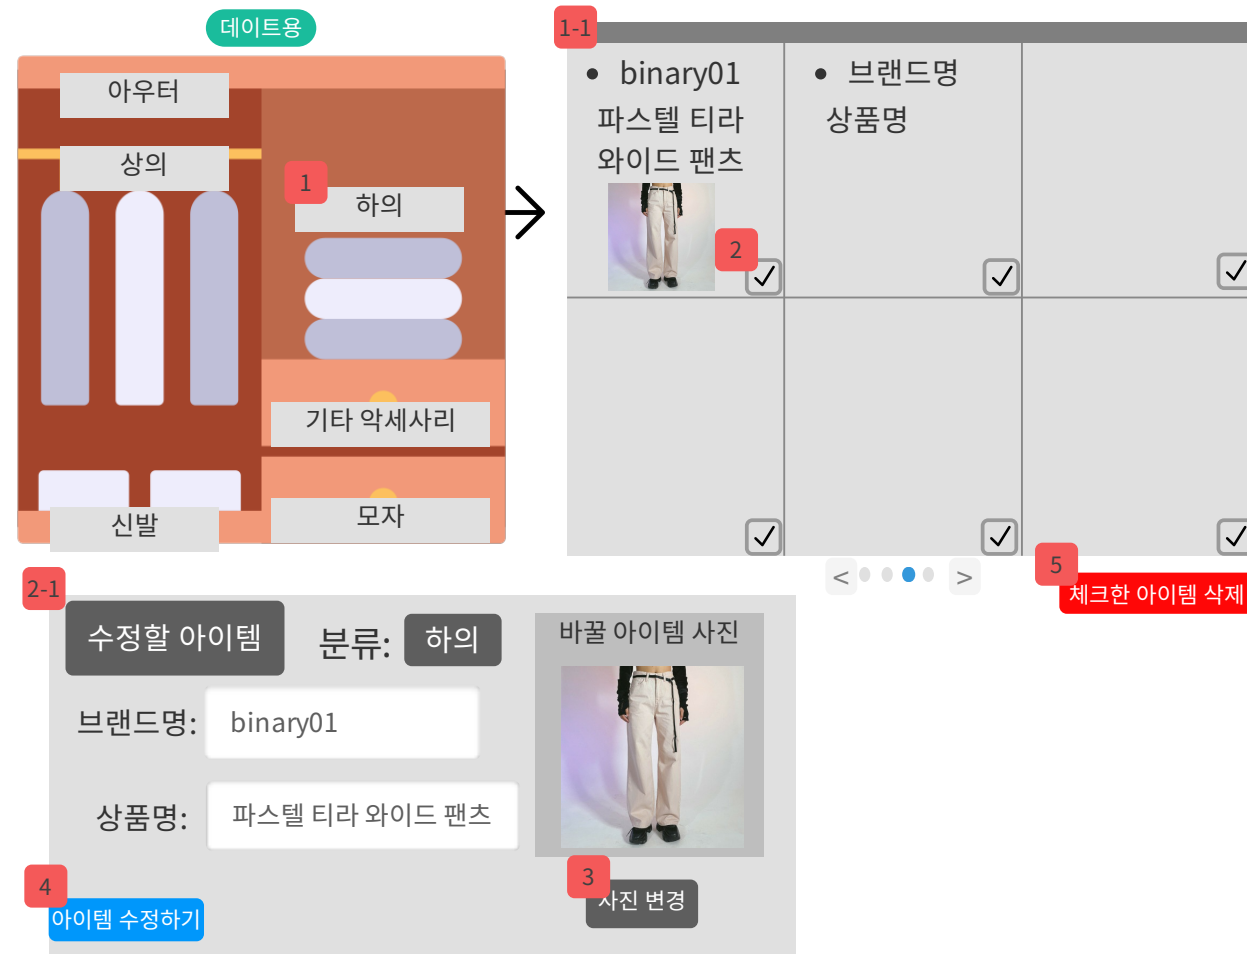 데이트용
아우터
상의
1
하의
기타 악세사리
신발
모자
1-1
• binary01
파스텔 티라
와이드 팬츠
2
• 브랜드명
상품명
< >
5
체크한 아이템 삭제
2-1
수정할 아이템
분류: 하의
브랜드명: binary01
상품명: 파스텔 티라 와이드 팬츠
바꿀 아이템 사진
3
사진 변경
4
아이템 수정하기